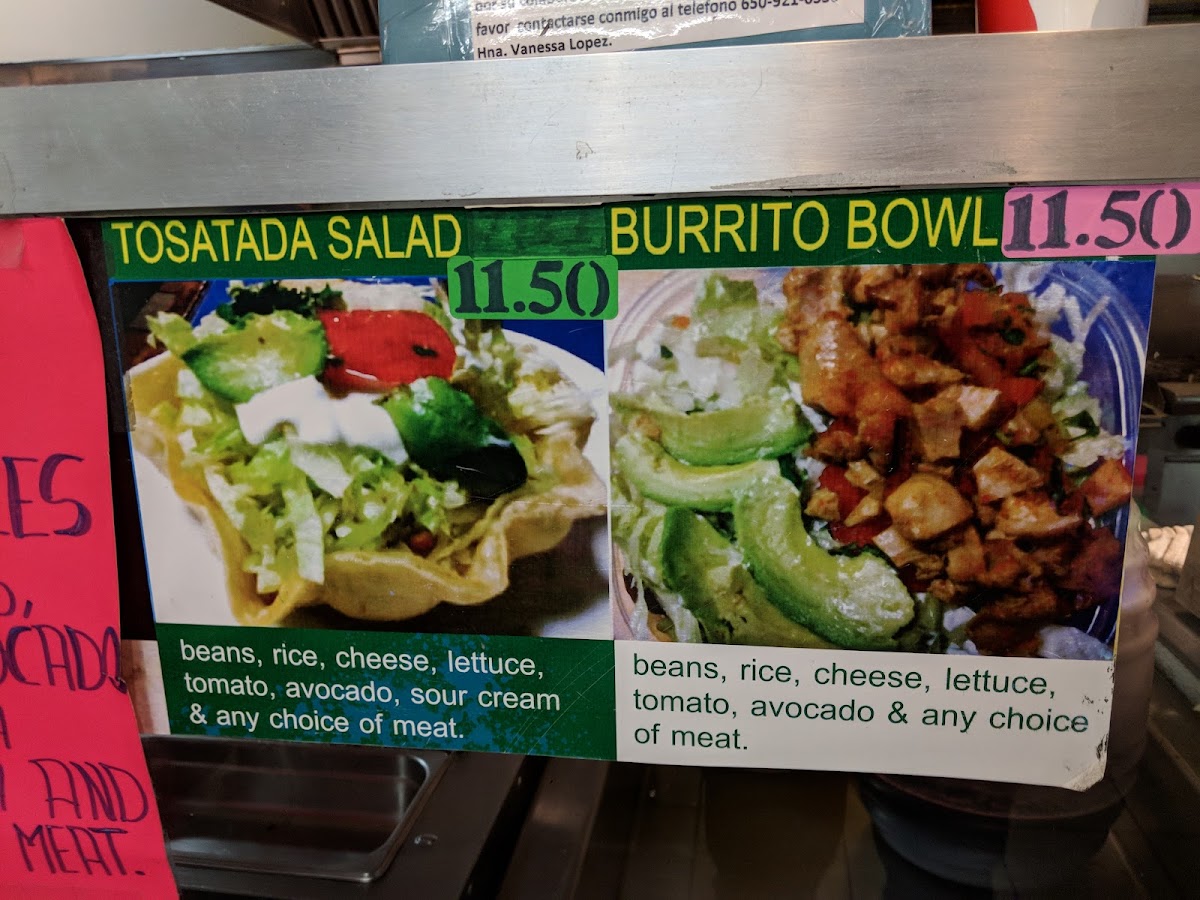 favor contactarse conmigo al telefono 650-921-
Hna. Vanessa Lopez.
TOSATADA SALAD
11.50
BURRITO BOWL
11.50
beans, rice, cheese, lettuce,
tomato, avocado, sour cream
& any choice of meat.
beans, rice, cheese, lettuce,
tomato, avocado & any choice
of meat.
AND
MEAT.